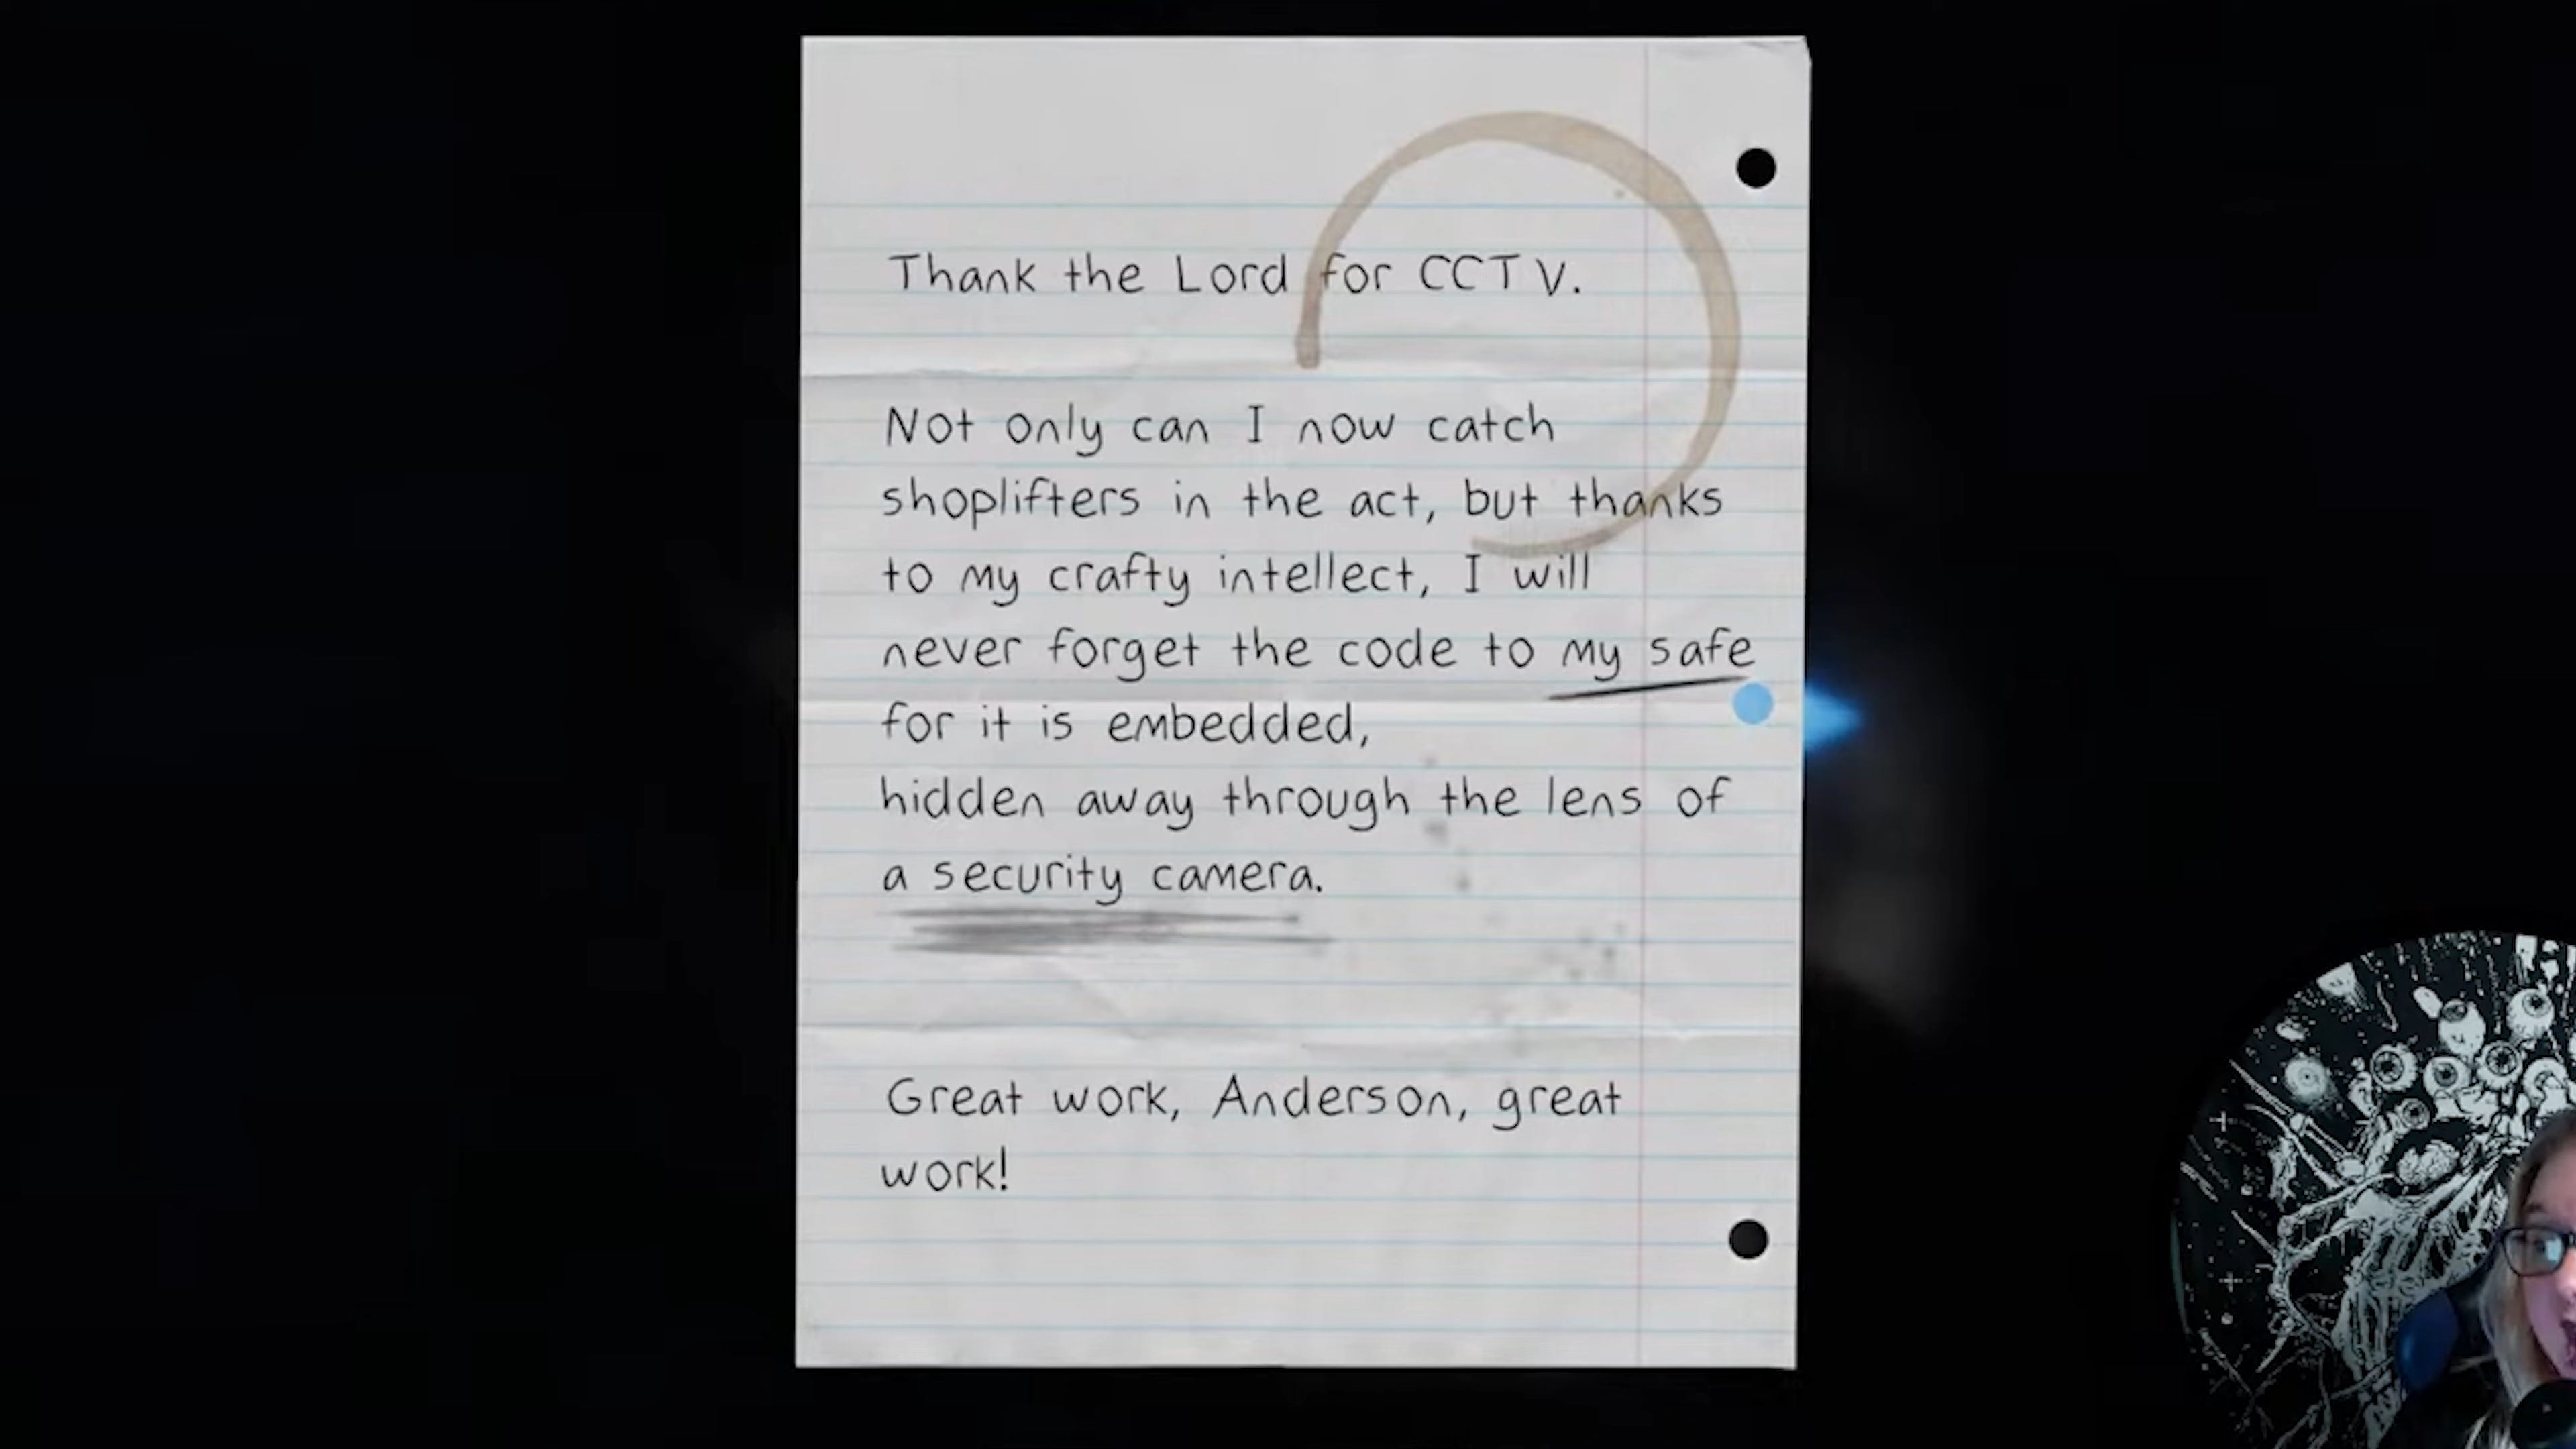 Thank the Lord for CCTV.
Not only can I now catch
shoplifters in the act, but thanks
to my crafty intellect, I will
never forget the code to my safe
for it is embedded,
hidden away through the lens of
a security camera.
Great work, Anderson, great
work!